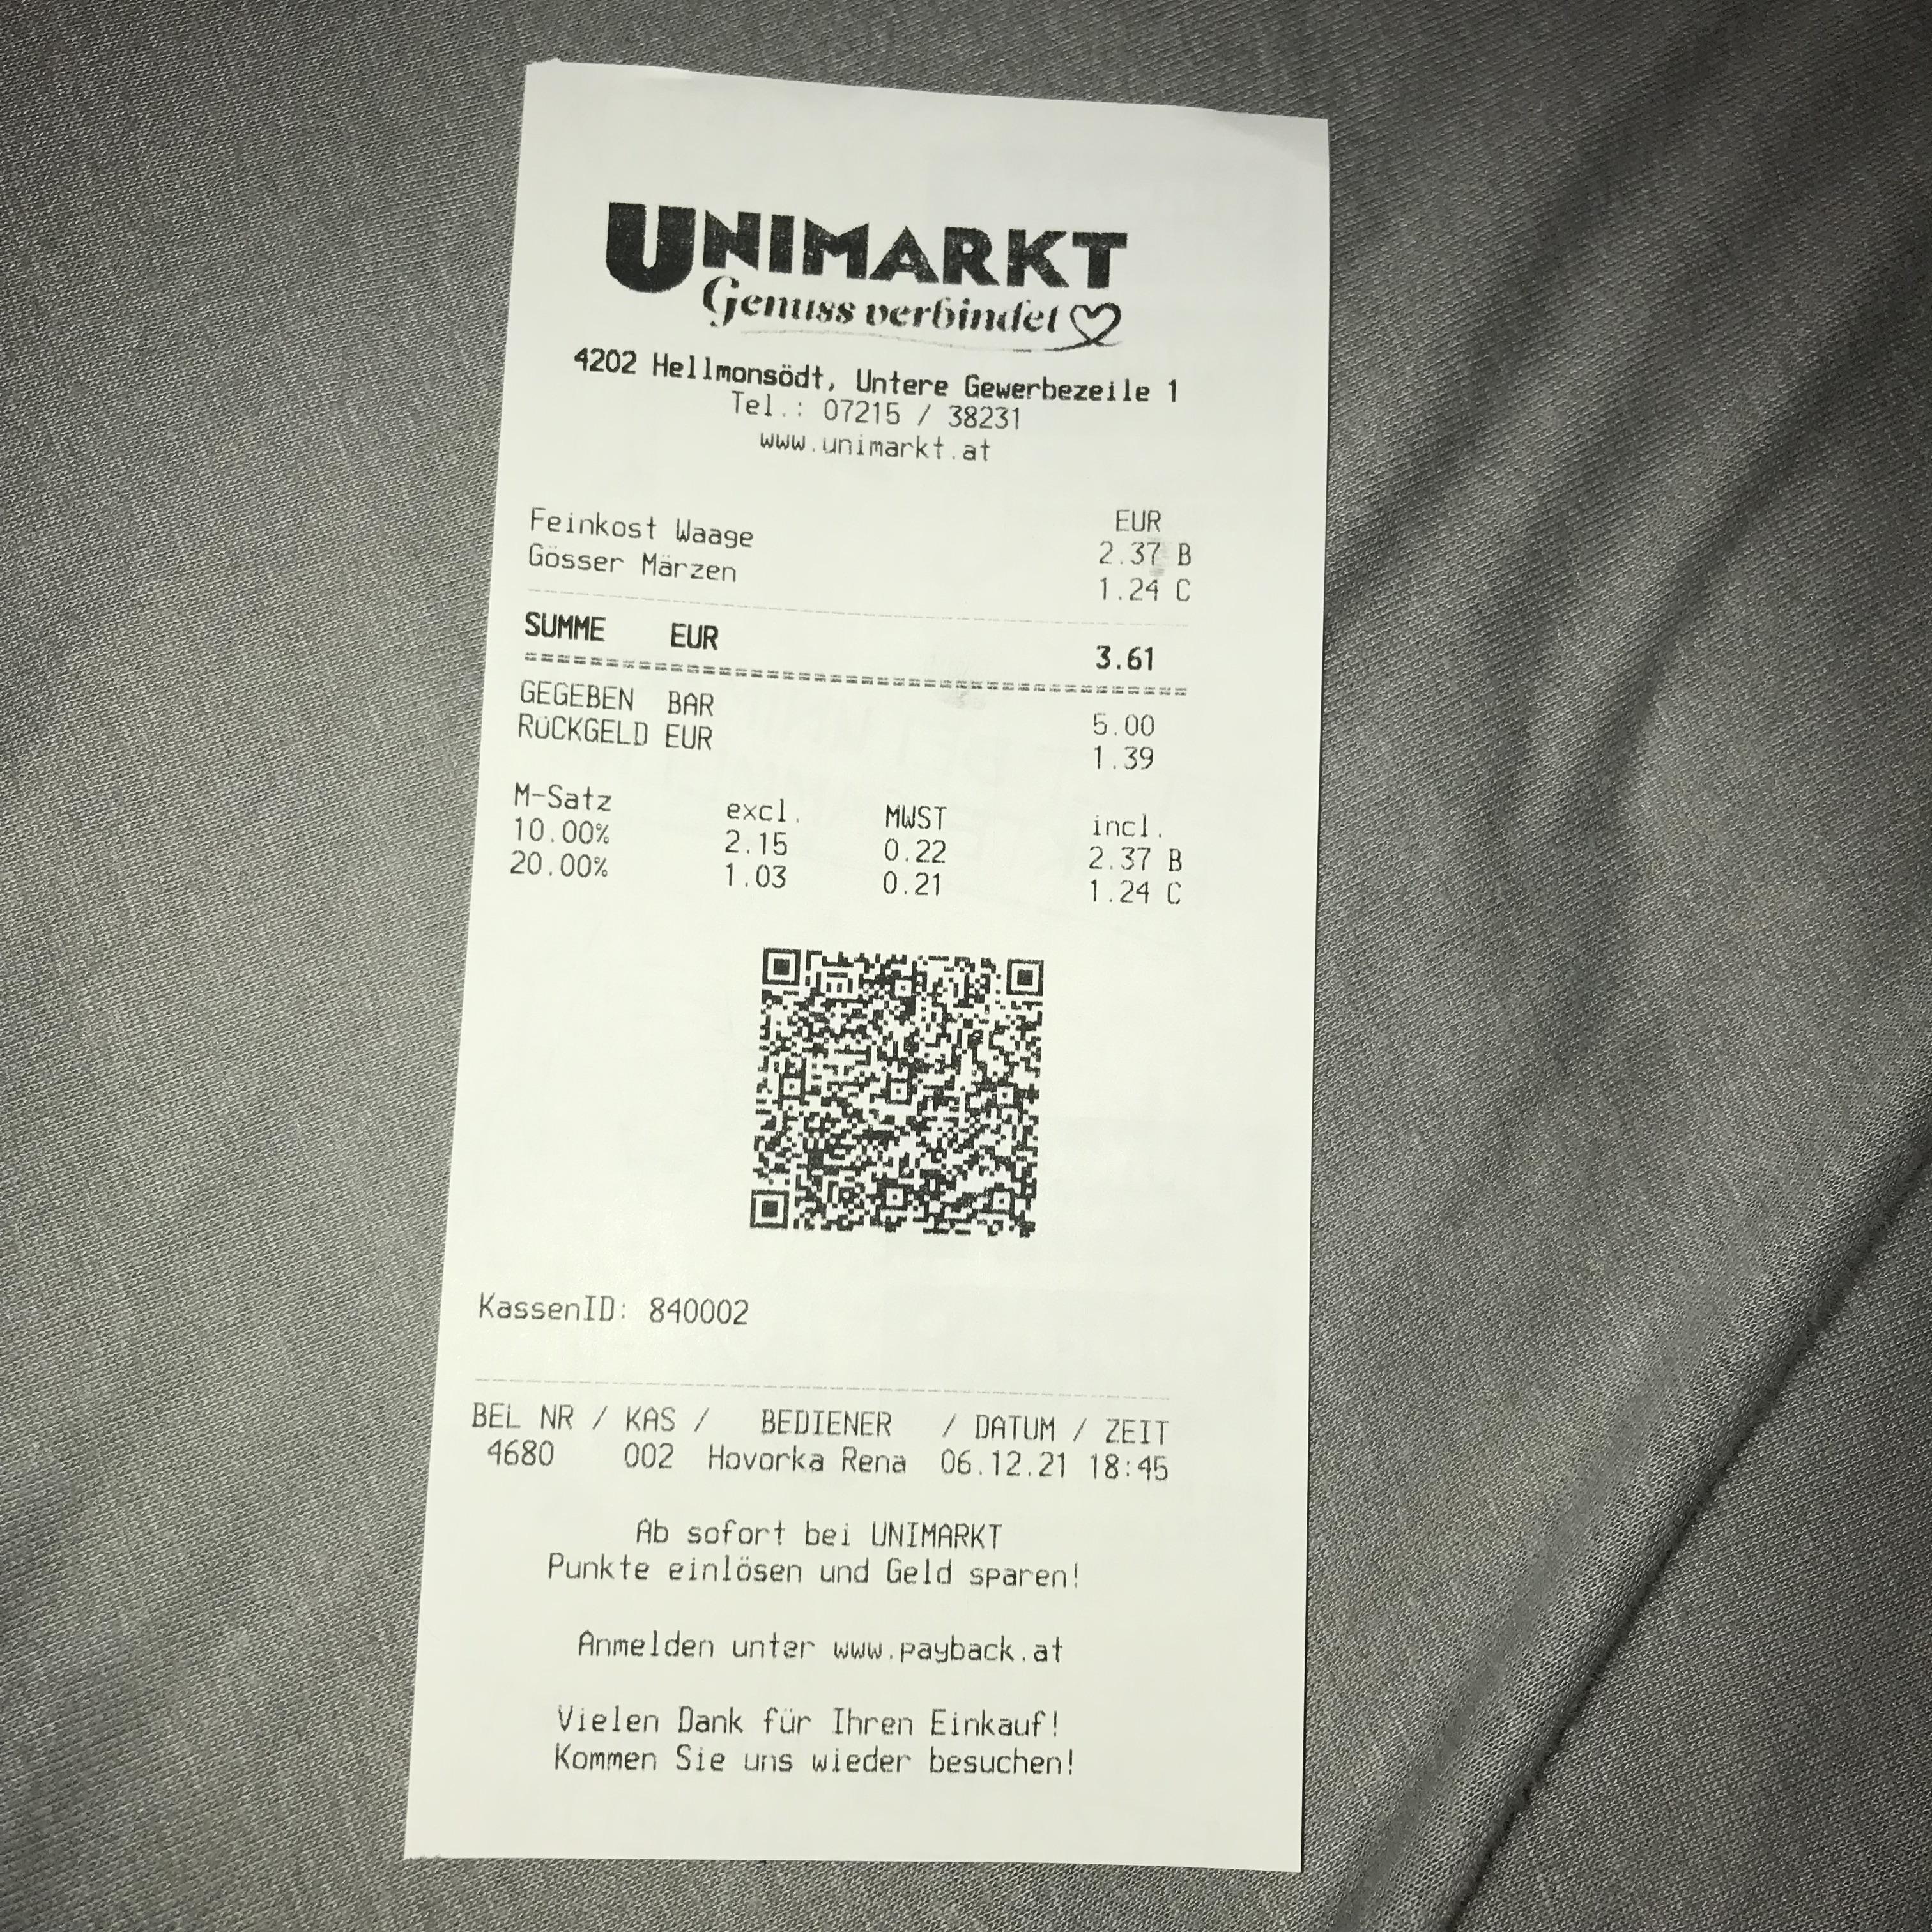 UNIMARKT
Genuss verbindet
4202 Hellmonsödt, Untere Gewerbezeile 1
Tel.: 07215 / 38231
www.unimarkt.at
EUR
Feinkost Waage 2.37 B
Gösser Märzen 1.24 C
SUMME EUR 3.61
GEGEBEN BAR 5.00
RÜCKGELD EUR 1.39
M-Satz excl. MWST incl.
10.00% 2.15 0.22 2.37 B
20.00% 1.03 0.21 1.24 C
KassenID: 840002
BEL NR / KAS / BEDIENER / DATUM / ZEIT
4680 002 Hovorka Rena 06.12.21 18:45
Ab sofort bei UNIMARKT
Punkte einlösen und Geld sparen!
Anmelden unter www.payback.at
Vielen Dank für Ihren Einkauf!
Kommen Sie uns wieder besuchen!